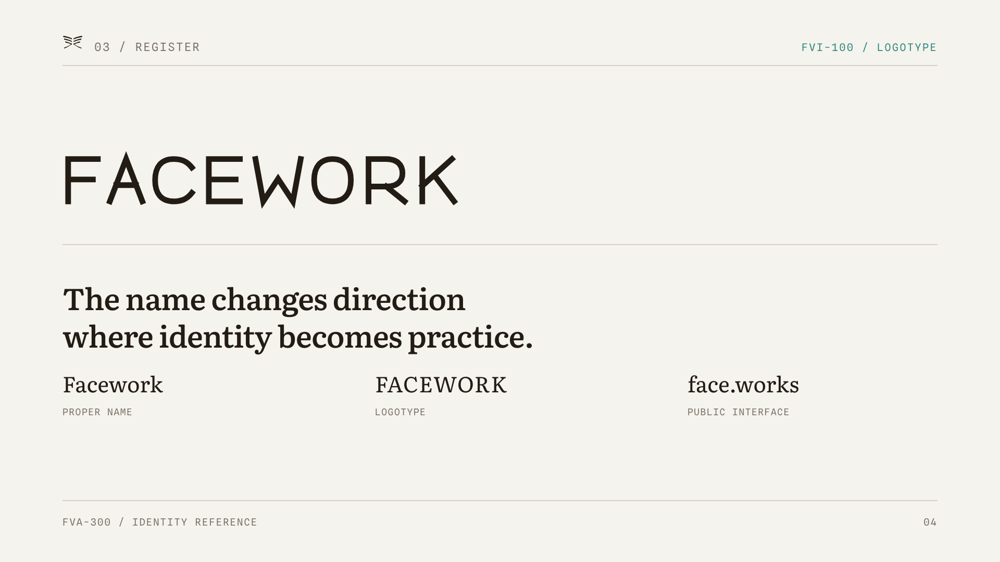 03 / REGISTER
FVI-100 / LOGOTYPE
FACEWORK
The name changes direction
where identity becomes practice.
Facework
PROPER NAME
FACEWORK
LOGOTYPE
face.works
PUBLIC INTERFACE
FVA-300 / IDENTITY REFERENCE
04